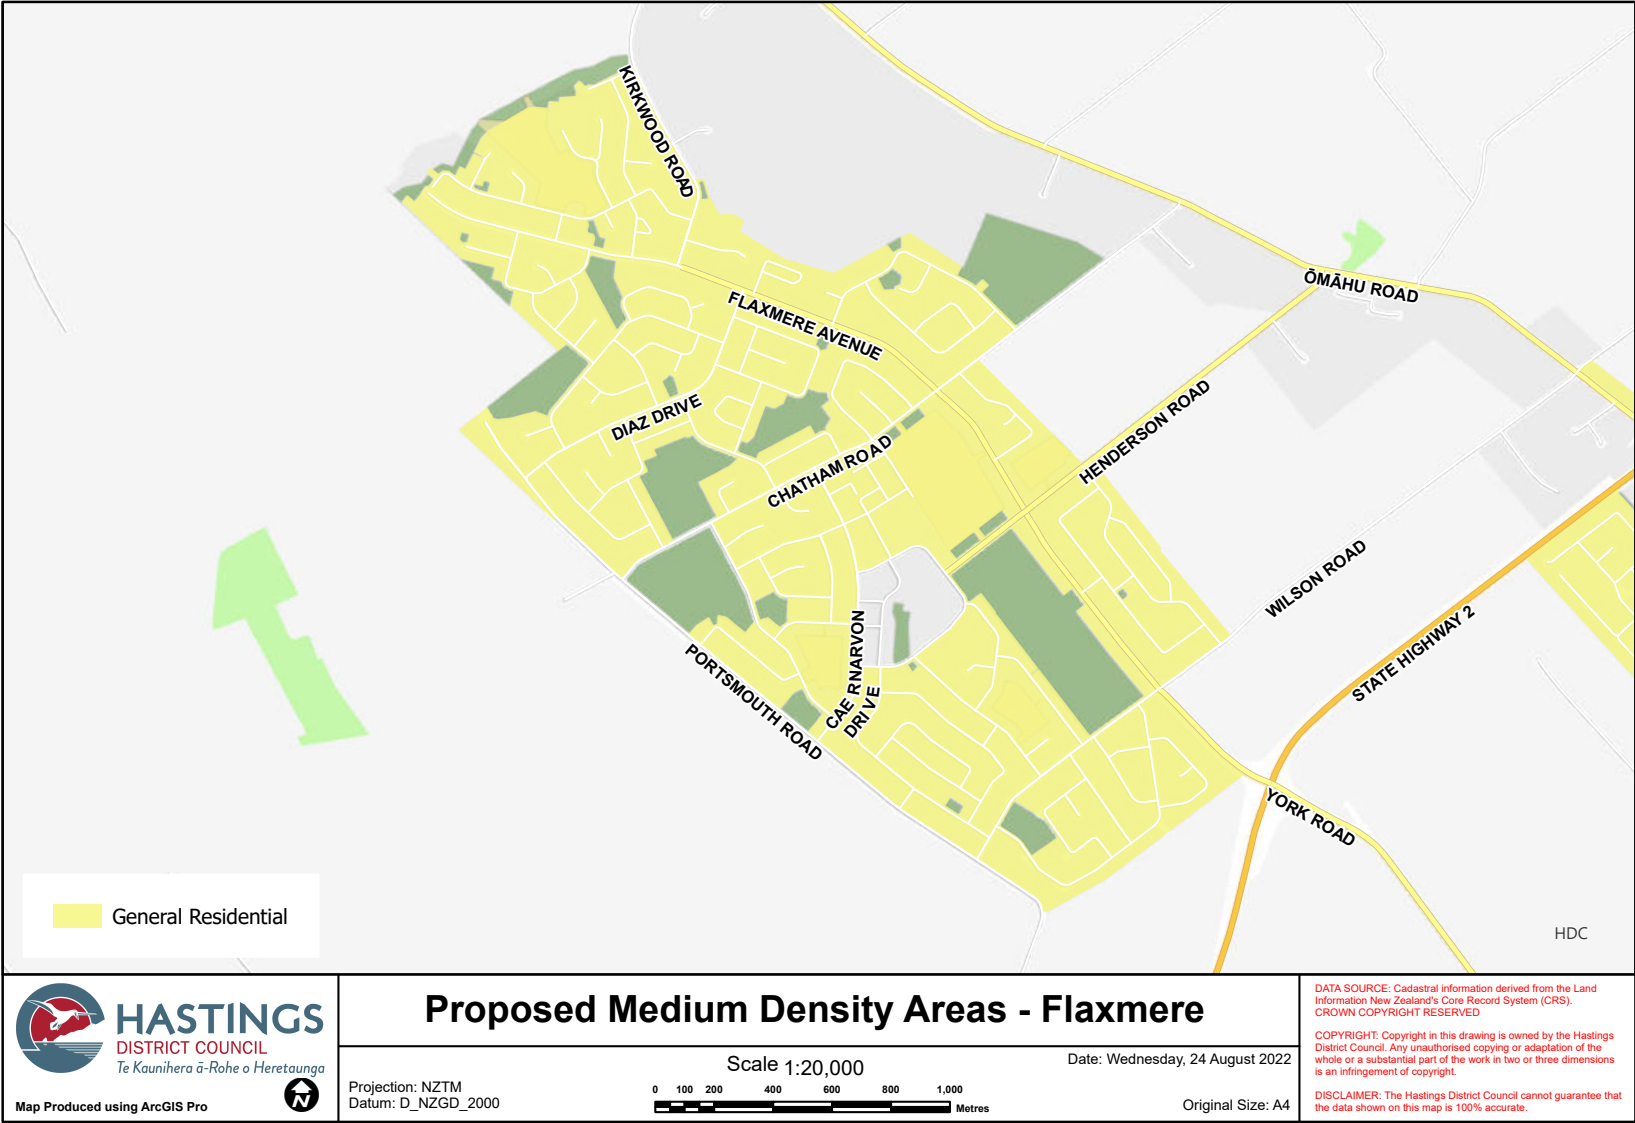 KIRKWOOD ROAD
FLAXMERE AVENUE
ŌMĀHU ROAD
DIAZ DRIVE
HENDERSON ROAD
CHATHAM ROAD
WILSON ROAD
STATE HIGHWAY 2
CAE RNARVON
DRIVE
PORTSMOUTH ROAD
YORK ROAD
General Residential
HDC
HASTINGS
DISTRICT COUNCIL
Te Kaunihera ā-Rohe o Heretaunga
Map Produced using ArcGIS Pro
N
Proposed Medium Density Areas - Flaxmere
Projection: NZTM
Datum: D_NZGD_2000
Scale 1:20,000
0 100 200 400 600 800 1,000
Metres
Date: Wednesday, 24 August 2022
Original Size: A4
DATA SOURCE: Cadastral information derived from the Land
Information New Zealand's Core Record System (CRS).
CROWN COPYRIGHT RESERVED
COPYRIGHT: Copyright in this drawing is owned by the Hastings
District Council. Any unauthorised copying or adaptation of the
whole or a substantial part of the work in two or three dimensions
is an infringement of copyright.
DISCLAIMER: The Hastings District Council cannot guarantee that
the data shown on this map is 100% accurate.